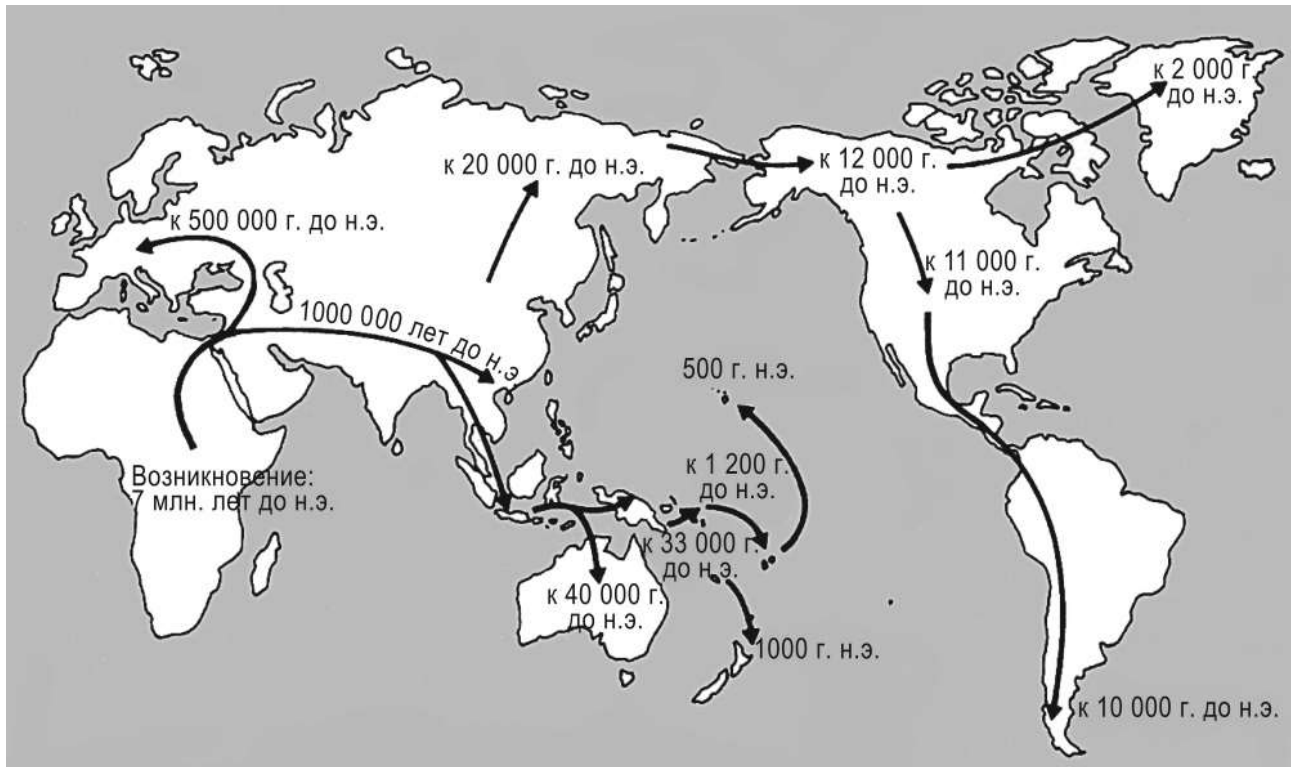 к 2 000 г.
до н.э.
к 20 000 г. до н.э.
к 12 000 г.
до н.э.
к 500 000 г. до н.э.
к 11 000 г.
до н.э.
1000 000 лет до н.э
500 г. н.э.
Возникновение:
7 млн. лет до н.э.
к 1 200 г.
до н.э.
к 33 000 г.
до н.э.
к 40 000 г.
до н.э.
1000 г. н.э.
к 10 000 г. до н.э.